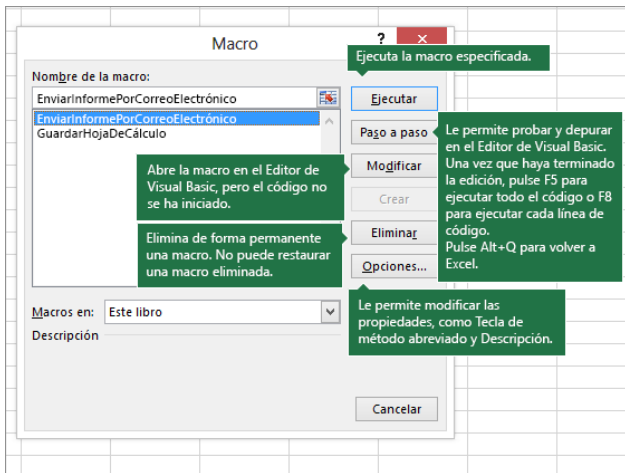 Macro
?
Ejecuta la macro especificada.
Nombre de la macro:
EnviarInformePorCorreoElectrónico
Ejecutar
EnviarInformePorCorreoElectrónico
GuardarHojaDeCálculo
Paso a paso
Le permite probar y depurar
en el Editor de Visual Basic.
Una vez que haya terminado
la edición, pulse F5 para
ejecutar todo el código o F8
para ejecutar cada línea de
código.
Pulse Alt+Q para volver a
Excel.
Modificar
Abre la macro en el Editor de
Visual Basic, pero el código no
se ha iniciado.
Crear
Eliminar
Elimina de forma permanente
una macro. No puede restaurar
una macro eliminada.
Opciones...
Le permite modificar las
propiedades, como Tecla de
método abreviado y Descripción.
Macros en:
Este libro
Descripción
Cancelar